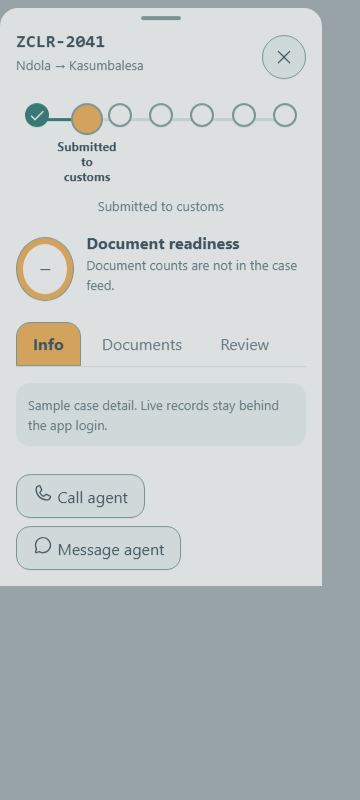 ZCLR-2041
Ndola → Kasumbalesa
Submitted
to
customs
Submitted to customs
Document readiness
Document counts are not in the case
feed.
–
Info
Documents
Review
Sample case detail. Live records stay behind
the app login.
Call agent
Message agent